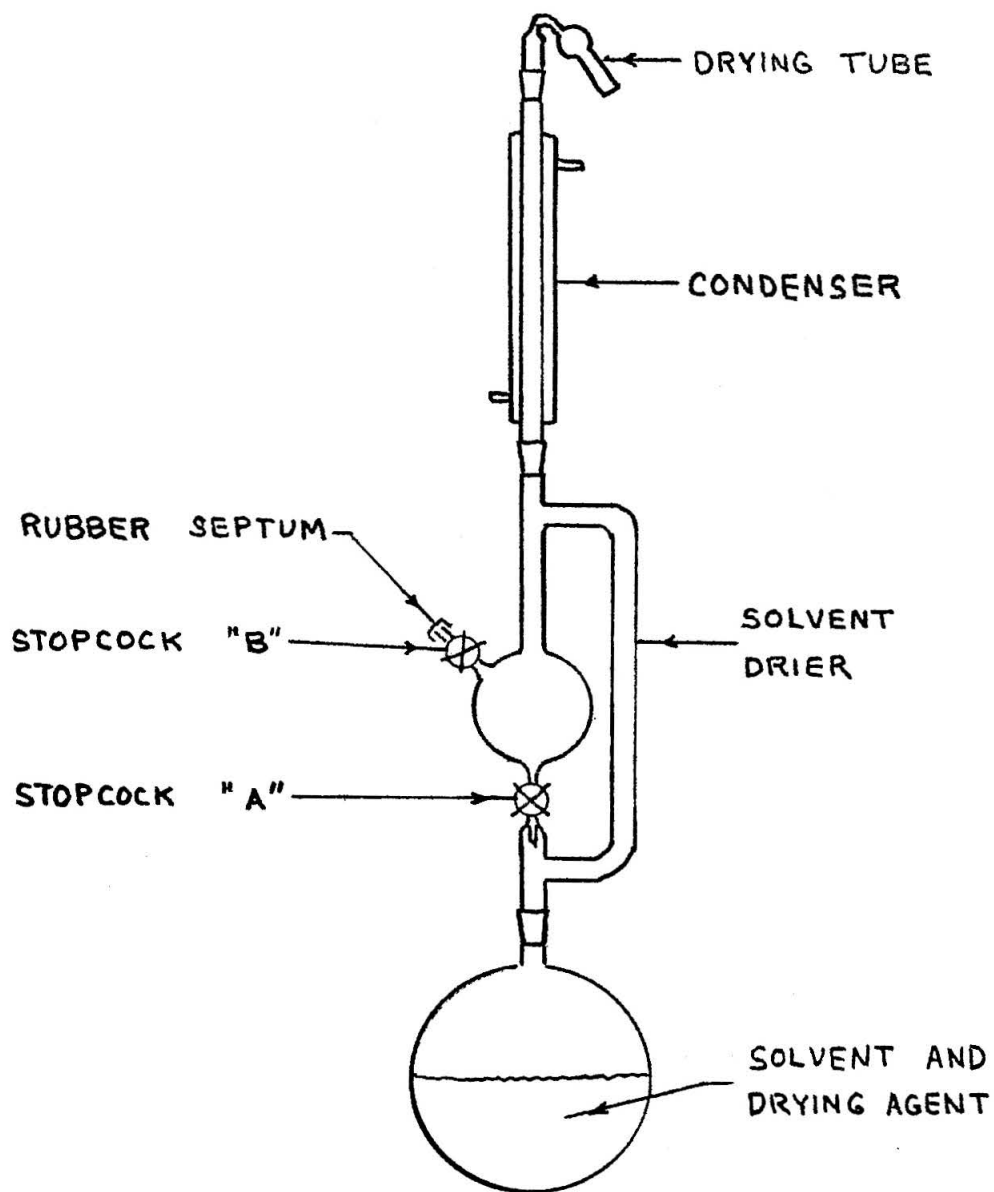 DRYING TUBE
CONDENSER
RUBBER SEPTUM
STOPCOCK "B"
SOLVENT
DRIER
STOPCOCK "A"
SOLVENT AND
DRYING AGENT